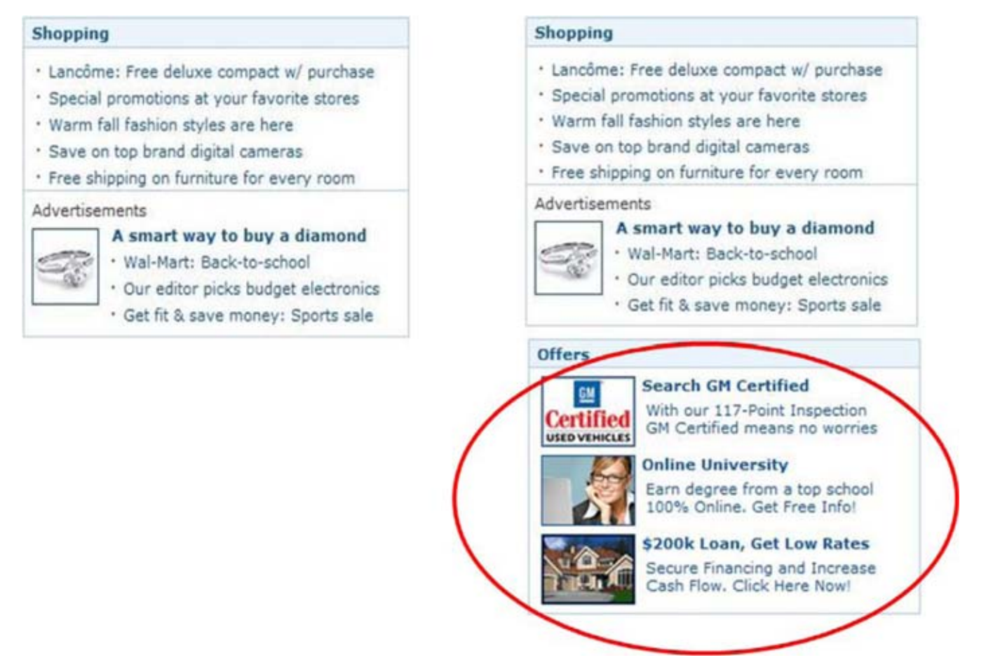 Shopping
· Lancôme: Free deluxe compact w/ purchase
· Special promotions at your favorite stores
· Warm fall fashion styles are here
· Save on top brand digital cameras
· Free shipping on furniture for every room
Advertisements
A smart way to buy a diamond
· Wal-Mart: Back-to-school
· Our editor picks budget electronics
· Get fit & save money: Sports sale
Shopping
· Lancôme: Free deluxe compact w/ purchase
· Special promotions at your favorite stores
· Warm fall fashion styles are here
· Save on top brand digital cameras
· Free shipping on furniture for every room
Advertisements
A smart way to buy a diamond
· Wal-Mart: Back-to-school
· Our editor picks budget electronics
· Get fit & save money: Sports sale
Offers
GM
Certified
USED VEHICLES
Search GM Certified
With our 117-Point Inspection
GM Certified means no worries
Online University
Earn degree from a top school
100% Online. Get Free Info!
$200k Loan, Get Low Rates
Secure Financing and Increase
Cash Flow. Click Here Now!